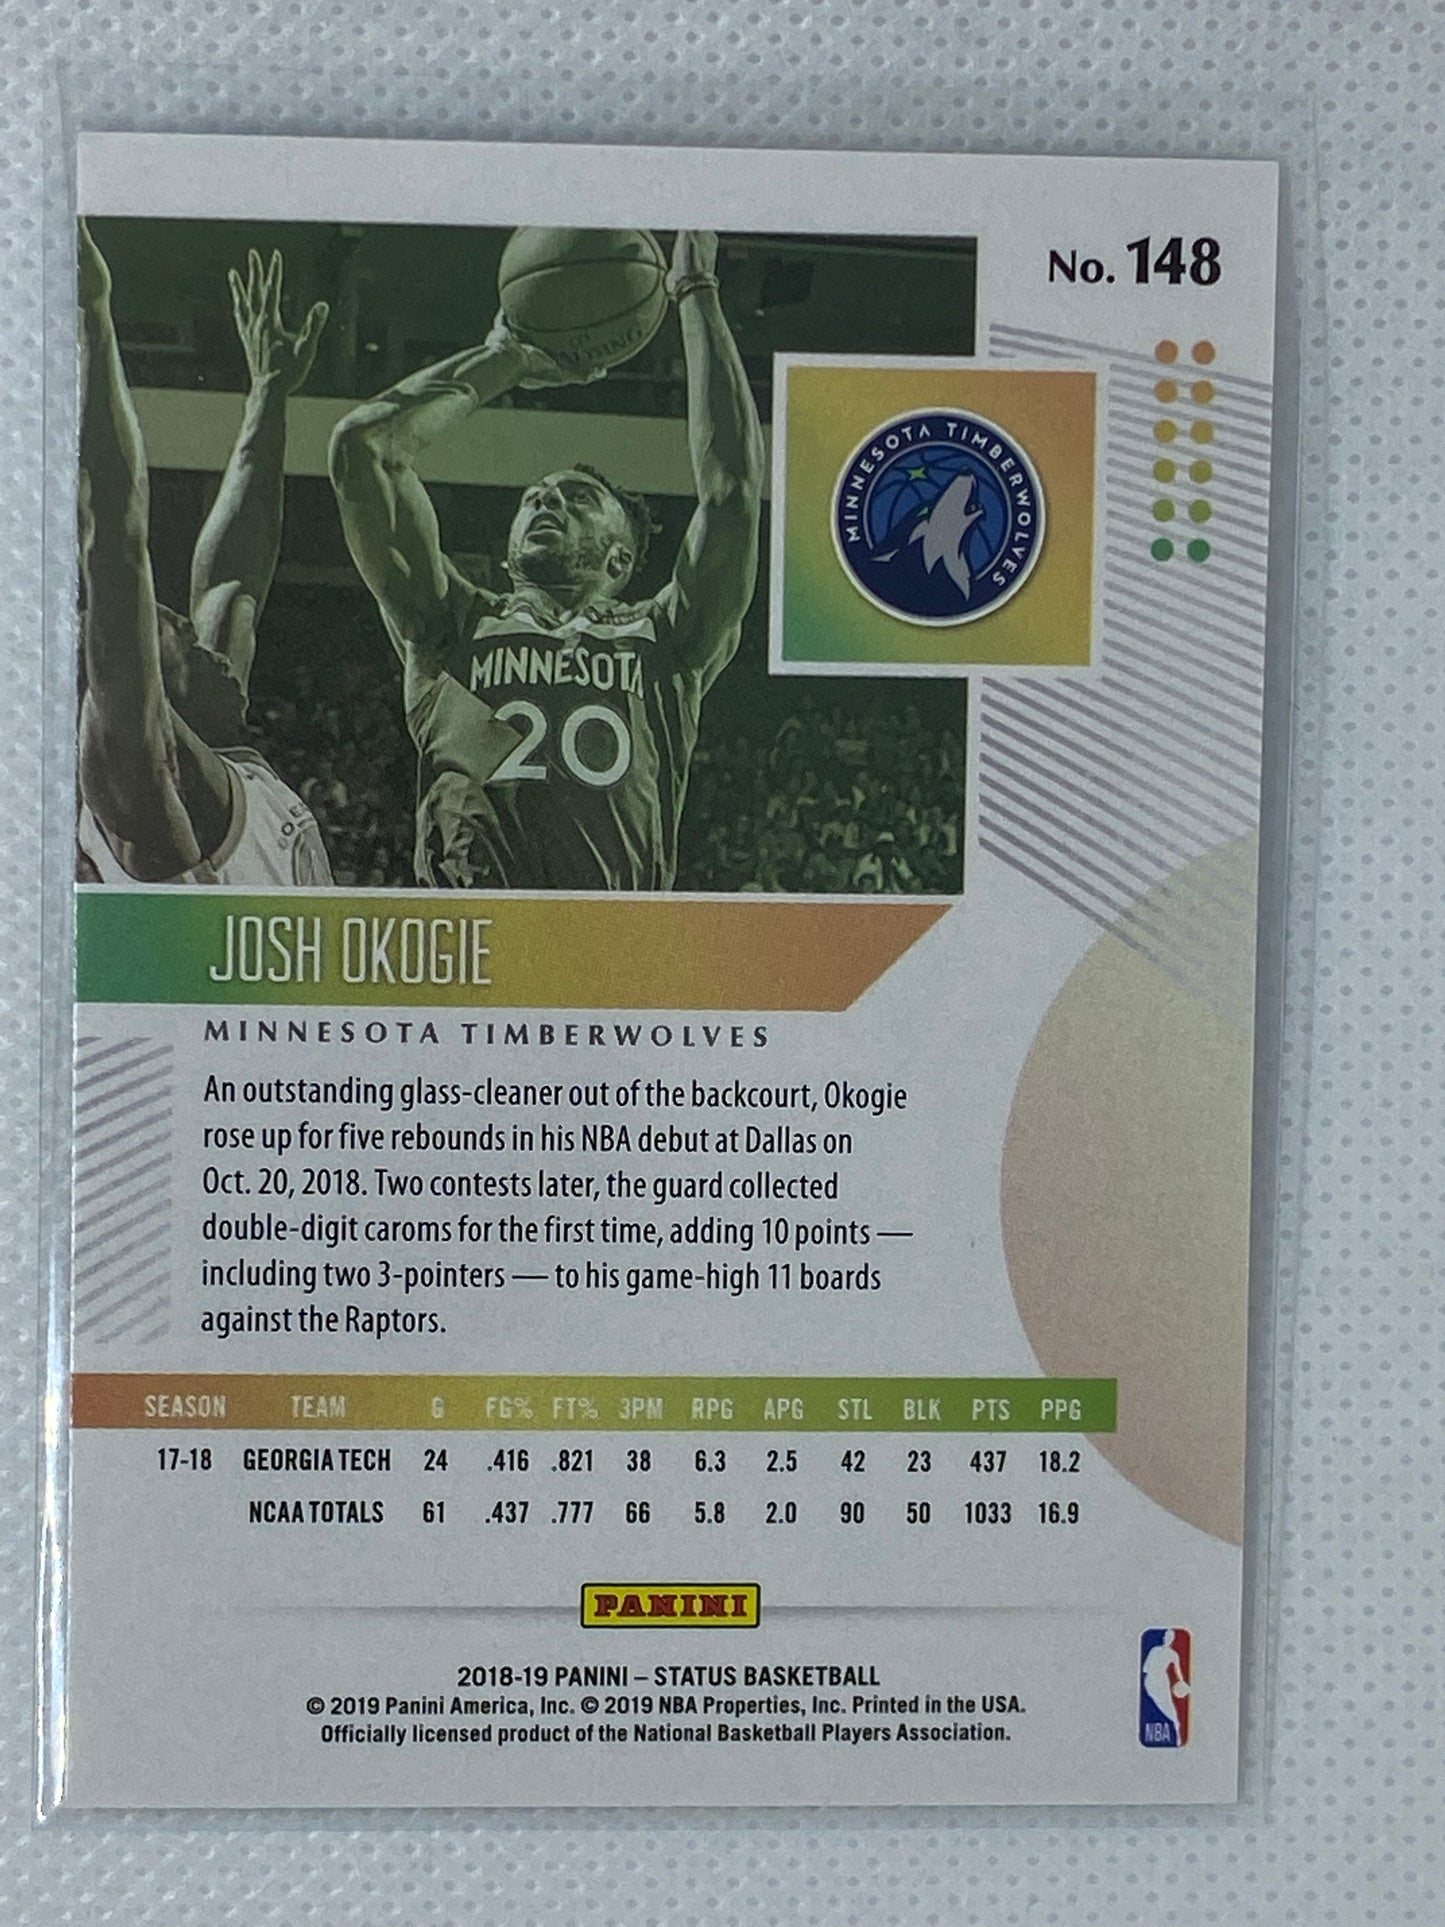 No. 148
SPALDING
MINNESOTA TIMBERWOLVES
MINNESOTA
20
JOSH OKOGIE
MINNESOTA TIMBERWOLVES
An outstanding glass-cleaner out of the backcourt, Okogie
rose up for five rebounds in his NBA debut at Dallas on
Oct. 20, 2018. Two contests later, the guard collected
double-digit caroms for the first time, adding 10 points —
including two 3-pointers — to his game-high 11 boards
against the Raptors.
SEASON TEAM G FG% FT% 3PM RPG APG STL BLK PTS PPG
17-18 GEORGIA TECH 24 .416 .821 38 6.3 2.5 42 23 437 18.2
NCAA TOTALS 61 .437 .777 66 5.8 2.0 90 50 1033 16.9
PANINI
2018-19 PANINI – STATUS BASKETBALL
© 2019 Panini America, Inc. © 2019 NBA Properties, Inc. Printed in the USA.
Officially licensed product of the National Basketball Players Association.
NBA